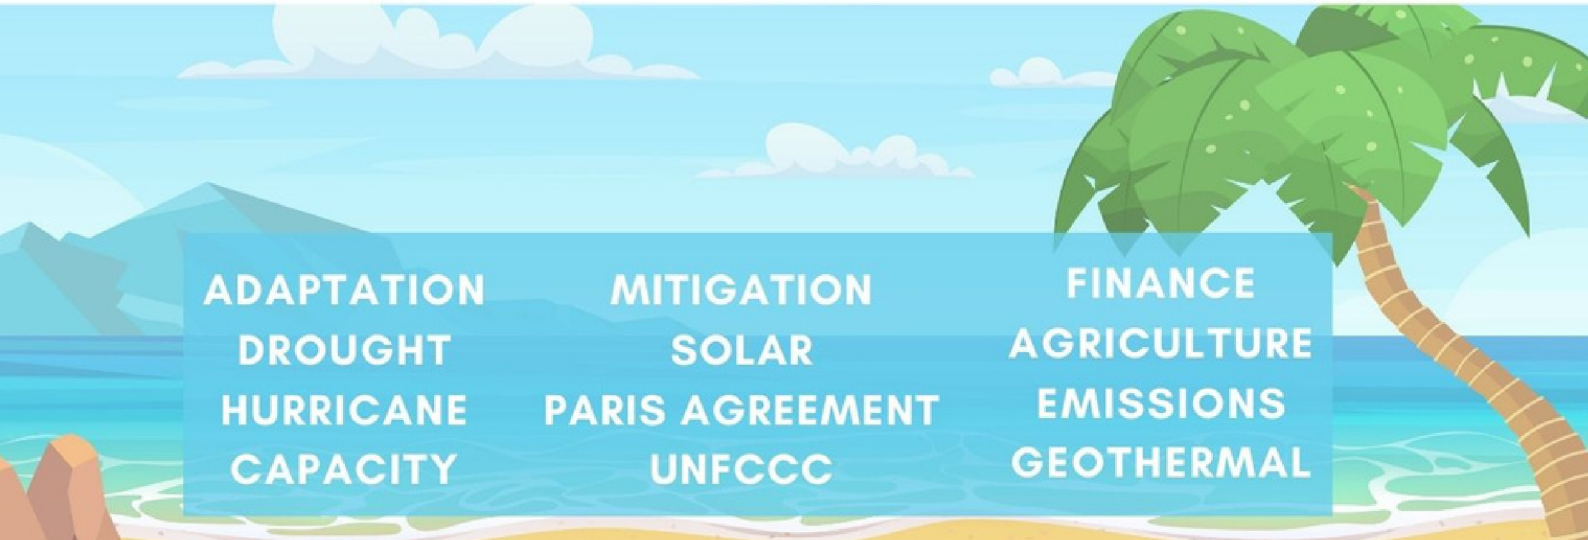 ADAPTATION
DROUGHT
HURRICANE
CAPACITY
MITIGATION
SOLAR
PARIS AGREEMENT
UNFCCC
FINANCE
AGRICULTURE
EMISSIONS
GEOTHERMAL